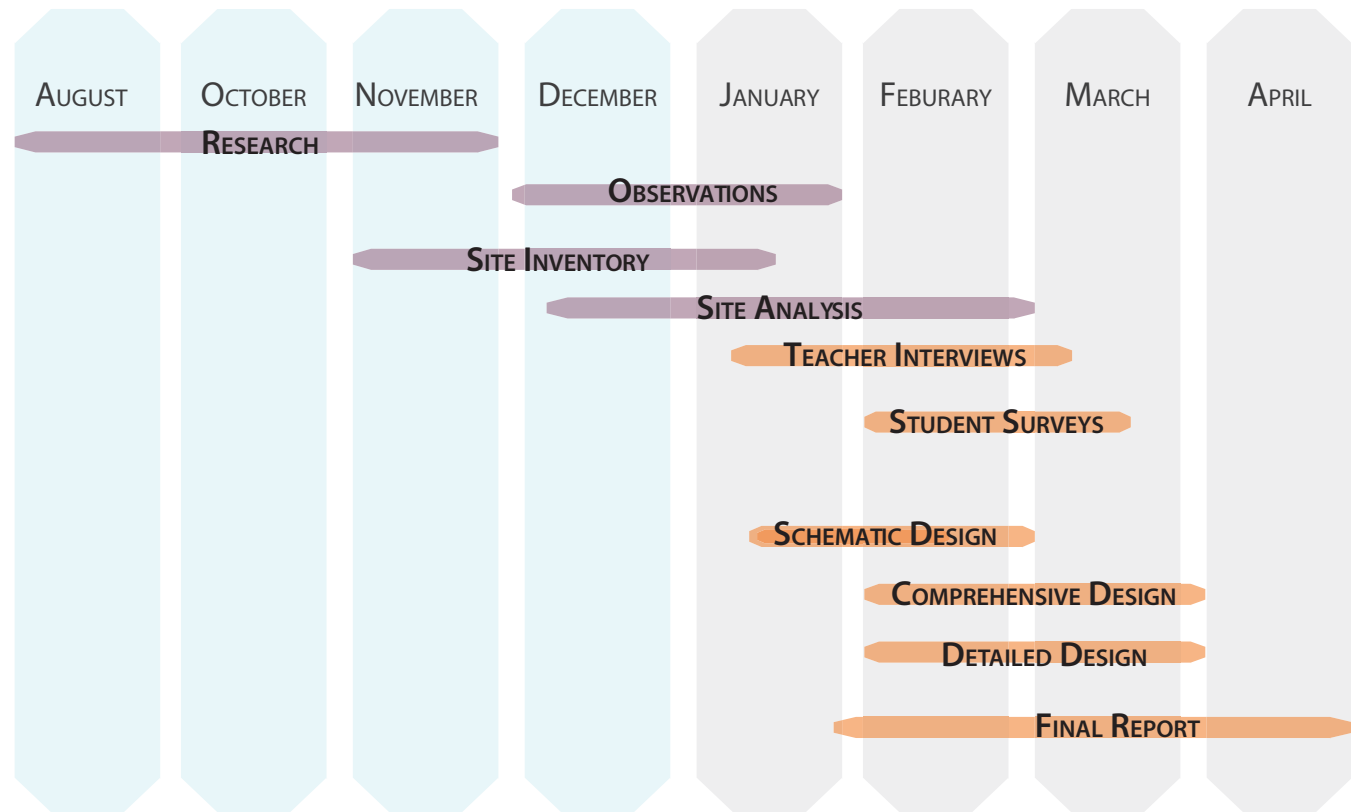 August October November December January Feburary March April
Research
Observations
Site Inventory
Site Analysis
Teacher Interviews
Student Surveys
Schematic Design
Comprehensive Design
Detailed Design
Final Report